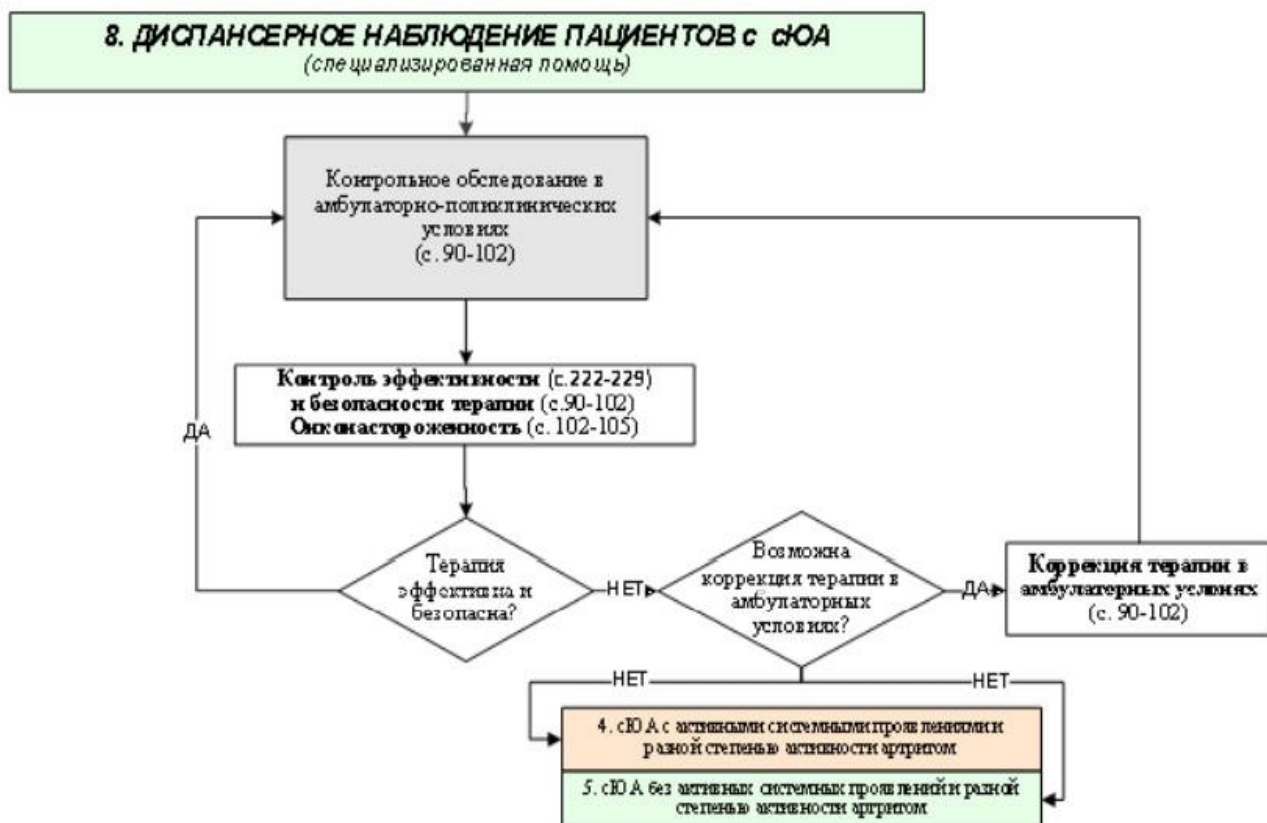 8. ДИСПАНСЕРНОЕ НАБЛЮДЕНИЕ ПАЦИЕНТОВ с сЮА
(специализированная помощь)
Контрольное обследование в
амбулаторно-поликлинических
условиях
(с. 90-102)
Контроль эффективности (с.222-229)
и безопасности терапии (с.90-102)
Онконастороженность (с. 102-105)
ДА
Терапия
эффективна и
безопасна?
НЕТ
Возможна
коррекция терапии в
амбулаторных
условиях?
ДА
Коррекция терапии в
амбулаторных условиях
(с. 90-102)
НЕТ
НЕТ
4. сЮА с активными системными проявлениями и
разной степенью активности артритом
5. сЮА без активных системных проявлений и разной
степенью активности артритом